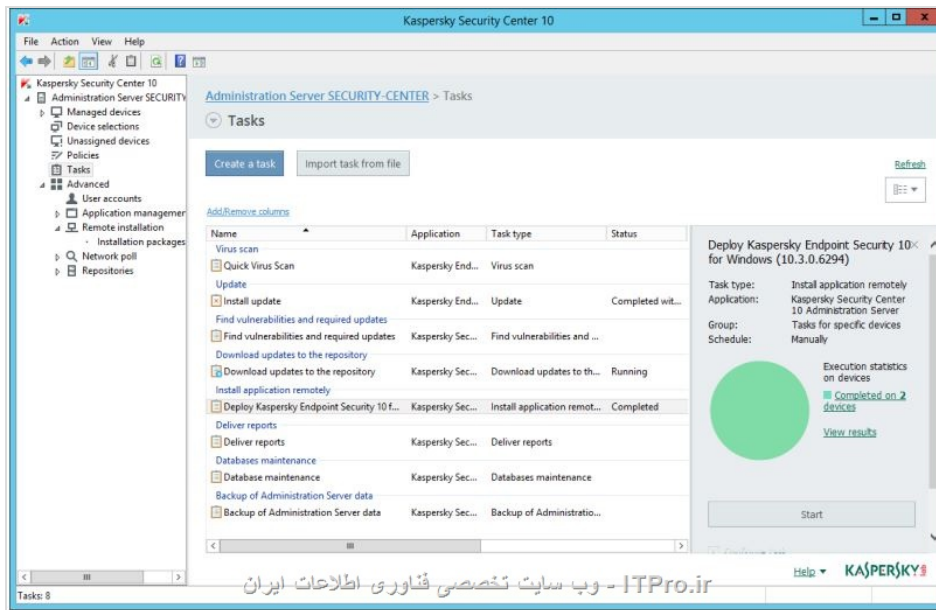 Kaspersky Security Center 10
File Action View Help
Kaspersky Security Center 10
Administration Server SECURITY
Managed devices
Device selections
Unassigned devices
Policies
Tasks
Advanced
User accounts
Application managemer
Remote installation
Installation packages
Network poll
Repositories
Administration Server SECURITY-CENTER > Tasks
Tasks
Create a task
Import task from file
Refresh
Add/Remove columns
Name Application Task type Status
Virus scan
Quick Virus Scan Kaspersky End... Virus scan
Update
Install update Kaspersky End... Update Completed wit...
Find vulnerabilities and required updates
Find vulnerabilities and required updates Kaspersky Sec... Find vulnerabilities and ...
Download updates to the repository
Download updates to the repository Kaspersky Sec... Download updates to th... Running
Install application remotely
Deploy Kaspersky Endpoint Security 10 f... Kaspersky Sec... Install application remot... Completed
Deliver reports
Deliver reports Kaspersky Sec... Deliver reports
Databases maintenance
Database maintenance Kaspersky Sec... Databases maintenance
Backup of Administration Server data
Backup of Administration Server data Kaspersky Sec... Backup of Administratio...
Deploy Kaspersky Endpoint Security 10
for Windows (10.3.0.6294)
Task type: Install application remotely
Application: Kaspersky Security Center
10 Administration Server
Group: Tasks for specific devices
Schedule: Manually
Execution statistics
on devices
Completed on 2
devices
View results
Start
Help
KASPERSKY
ITPro.ir - وب سایت تخصصی فناوری اطلاعات ایران
Tasks: 8